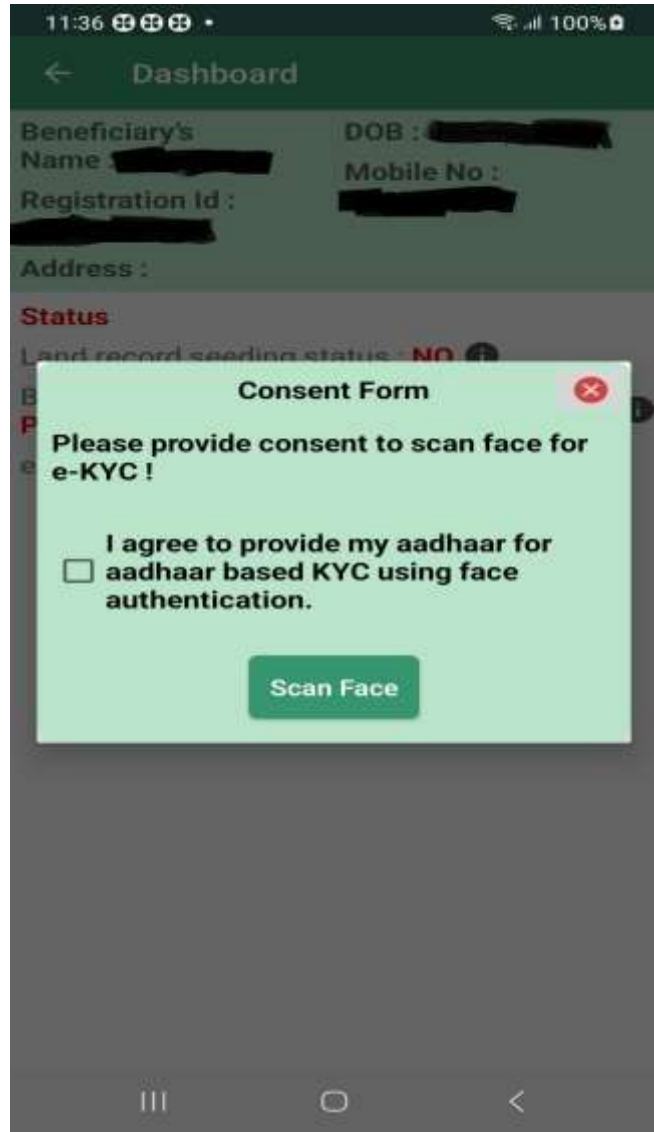 11:36
100%
Dashboard
Beneficiary's
Name :
DOB :
Mobile No :
Registration Id :
Address :
Status
Land record seeding status : NO
Consent Form
Please provide consent to scan face for
e-KYC !
I agree to provide my aadhaar for
aadhaar based KYC using face
authentication.
Scan Face